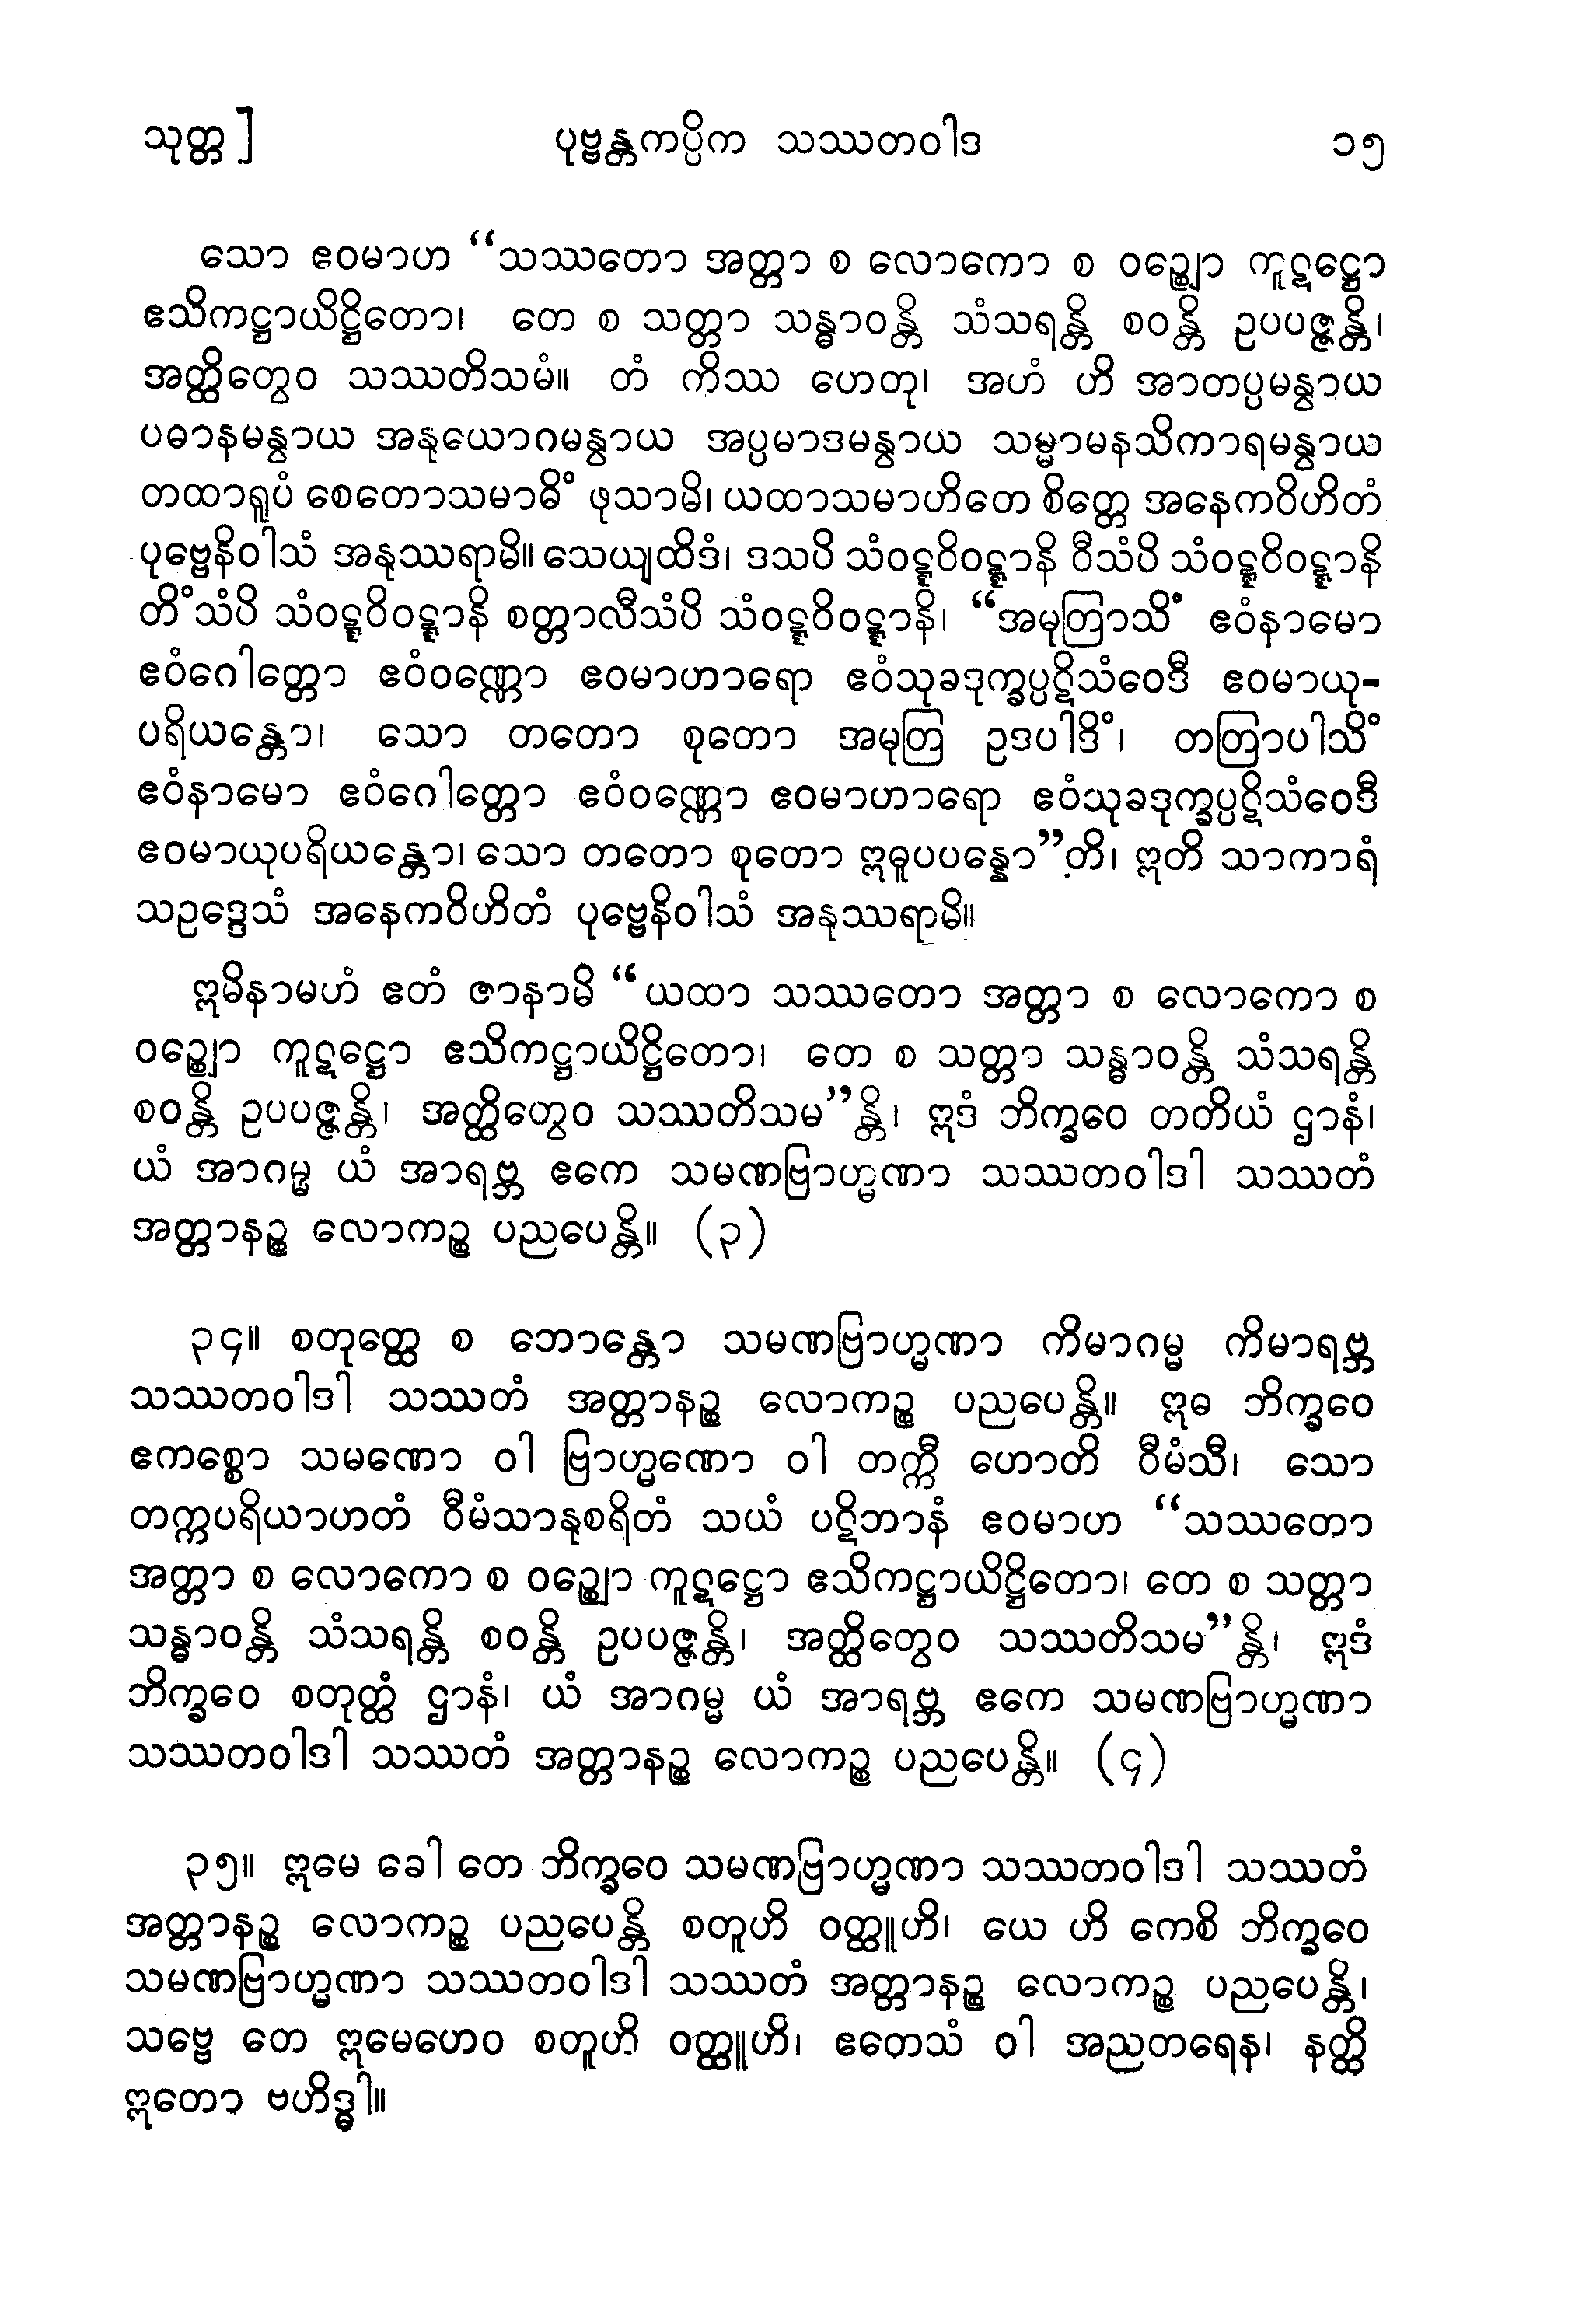 သုတ္တ ] ပုဗ္ဗန္တကပ္ပိက သဿတဝါဒ ၁၅
သော ဧဝမာဟ “သဿတော အတ္တာ စ လောကော စ ဝဉ္ဈော ကူဋဋ္ဌော
ဧသိကဋ္ဌာယိဋ္ဌိတော၊ တေ စ သတ္တာ သန္ဓာဝန္တိ သံသရန္တိ စဝန္တိ ဥပပဇ္ဇန္တိ၊
အတ္ထိတွေဝ သဿတိသမံ။ တံ ကိဿ ဟေတု၊ အဟံ ဟိ အာတပ္ပမနွာယ
ပဓာနမနွာယ အနုယောဂမနွာယ အပ္ပမာဒမနွာယ သမ္မာမနသိကာရမနွာယ
တထာရူပံ စေတောသမာဓိံ ဖုသာမိ၊ ယထာသမာဟိတေ စိတ္တေ အနေကဝိဟိတံ
ပုဗ္ဗေနိဝါသံ အနုဿရာမိ။ သေယျထိဒံ၊ ဒသပိ သံဝဋ္ဋဝိဝဋ္ဋာနိ ဝီသံပိ သံဝဋ္ဋဝိဝဋ္ဋာနိ
တိံသံပိ သံဝဋ္ဋဝိဝဋ္ဋာနိ စတ္တာလီသံပိ သံဝဋ္ဋဝိဝဋ္ဋာနိ၊ “အမုတြာသိံ ဧဝံနာမော
ဧဝံဂေါတ္တော ဧဝံဝဏ္ဏော ဧဝမာဟာရော ဧဝံသုခဒုက္ခပ္ပဋိသံဝေဒီ ဧဝမာယု-
ပရိယန္တော၊ သော တတော စုတော အမုတြ ဥဒပါဒိံ၊ တတြာပါသိံ
ဧဝံနာမော ဧဝံဂေါတ္တော ဧဝံဝဏ္ဏော ဧဝမာဟာရော ဧဝံသုခဒုက္ခပ္ပဋိသံဝေဒီ
ဧဝမာယုပရိယန္တော၊ သော တတော စုတော ဣဓူပပန္နော”တိ၊ ဣတိ သာကာရံ
သဥဒ္ဒေသံ အနေကဝိဟိတံ ပုဗ္ဗေနိဝါသံ အနုဿရာမိ။
ဣမိနာမဟံ ဧတံ ဇာနာမိ “ယထာ သဿတော အတ္တာ စ လောကော စ
ဝဉ္ဈော ကူဋဋ္ဌော ဧသိကဋ္ဌာယိဋ္ဌိတော၊ တေ စ သတ္တာ သန္ဓာဝန္တိ သံသရန္တိ
စဝန္တိ ဥပပဇ္ဇန္တိ၊ အတ္ထိတွေဝ သဿတိသမ”န္တိ၊ ဣဒံ ဘိက္ခဝေ တတိယံ ဌာနံ၊
ယံ အာဂမ္မ ယံ အာရဗ္ဘ ဧကေ သမဏဗြာဟ္မဏာ သဿတဝါဒါ သဿတံ
အတ္တာနဉ္စ လောကဉ္စ ပညပေန္တိ။ (၃)
၃၄။ စတုတ္ထေ စ ဘောန္တော သမဏဗြာဟ္မဏာ ကိမာဂမ္မ ကိမာရဗ္ဘ
သဿတဝါဒါ သဿတံ အတ္တာနဉ္စ လောကဉ္စ ပညပေန္တိ။ ဣဓ ဘိက္ခဝေ
ဧကစ္စော သမဏော ဝါ ဗြာဟ္မဏော ဝါ တက္ကီ ဟောတိ ဝီမံသီ၊ သော
တက္ကပရိယာဟတံ ဝီမံသာနုစရိတံ သယံ ပဋိဘာနံ ဧဝမာဟ “သဿတော
အတ္တာ စ လောကော စ ဝဉ္ဈော ကူဋဋ္ဌော ဧသိကဋ္ဌာယိဋ္ဌိတော၊ တေ စ သတ္တာ
သန္ဓာဝန္တိ သံသရန္တိ စဝန္တိ ဥပပဇ္ဇန္တိ၊ အတ္ထိတွေဝ သဿတိသမ”န္တိ၊ ဣဒံ
ဘိက္ခဝေ စတုတ္ထံ ဌာနံ၊ ယံ အာဂမ္မ ယံ အာရဗ္ဘ ဧကေ သမဏဗြာဟ္မဏာ
သဿတဝါဒါ သဿတံ အတ္တာနဉ္စ လောကဉ္စ ပညပေန္တိ။ (၄)
၃၅။ ဣမေ ခေါ တေ ဘိက္ခဝေ သမဏဗြာဟ္မဏာ သဿတဝါဒါ သဿတံ
အတ္တာနဉ္စ လောကဉ္စ ပညပေန္တိ စတူဟိ ဝတ္ထူဟိ၊ ယေ ဟိ ကေစိ ဘိက္ခဝေ
သမဏဗြာဟ္မဏာ သဿတဝါဒါ သဿတံ အတ္တာနဉ္စ လောကဉ္စ ပညပေန္တိ၊
သဗ္ဗေ တေ ဣမေဟေဝ စတူဟိ ဝတ္ထူဟိ၊ ဧတေသံ ဝါ အညတရေန၊ နတ္ထိ
ဣတော ဗဟိဒ္ဓါ။